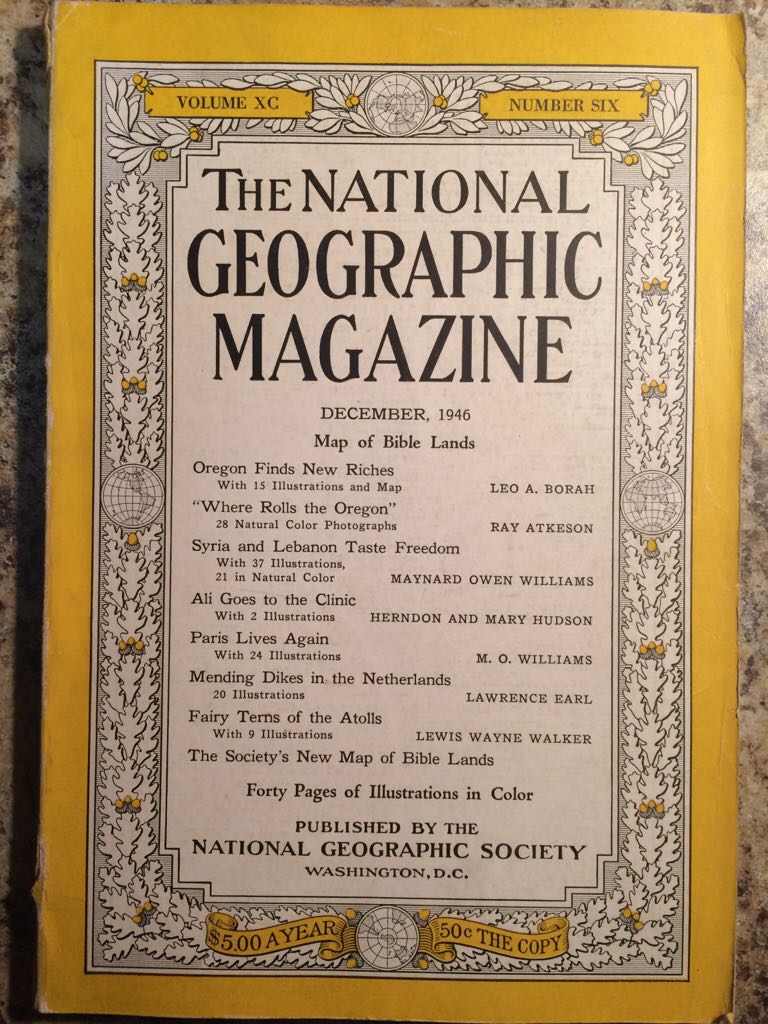 VOLUME XC
NUMBER SIX
THE NATIONAL
GEOGRAPHIC
MAGAZINE
DECEMBER, 1946
Map of Bible Lands
Oregon Finds New Riches
With 15 Illustrations and Map LEO A. BORAH
"Where Rolls the Oregon"
28 Natural Color Photographs RAY ATKESON
Syria and Lebanon Taste Freedom
With 37 Illustrations,
21 in Natural Color MAYNARD OWEN WILLIAMS
Ali Goes to the Clinic
With 2 Illustrations HERNDON AND MARY HUDSON
Paris Lives Again
With 24 Illustrations M. O. WILLIAMS
Mending Dikes in the Netherlands
20 Illustrations LAWRENCE EARL
Fairy Terns of the Atolls
With 9 Illustrations LEWIS WAYNE WALKER
The Society's New Map of Bible Lands
Forty Pages of Illustrations in Color
PUBLISHED BY THE
NATIONAL GEOGRAPHIC SOCIETY
WASHINGTON, D.C.
$5.00 A YEAR
50c THE COPY